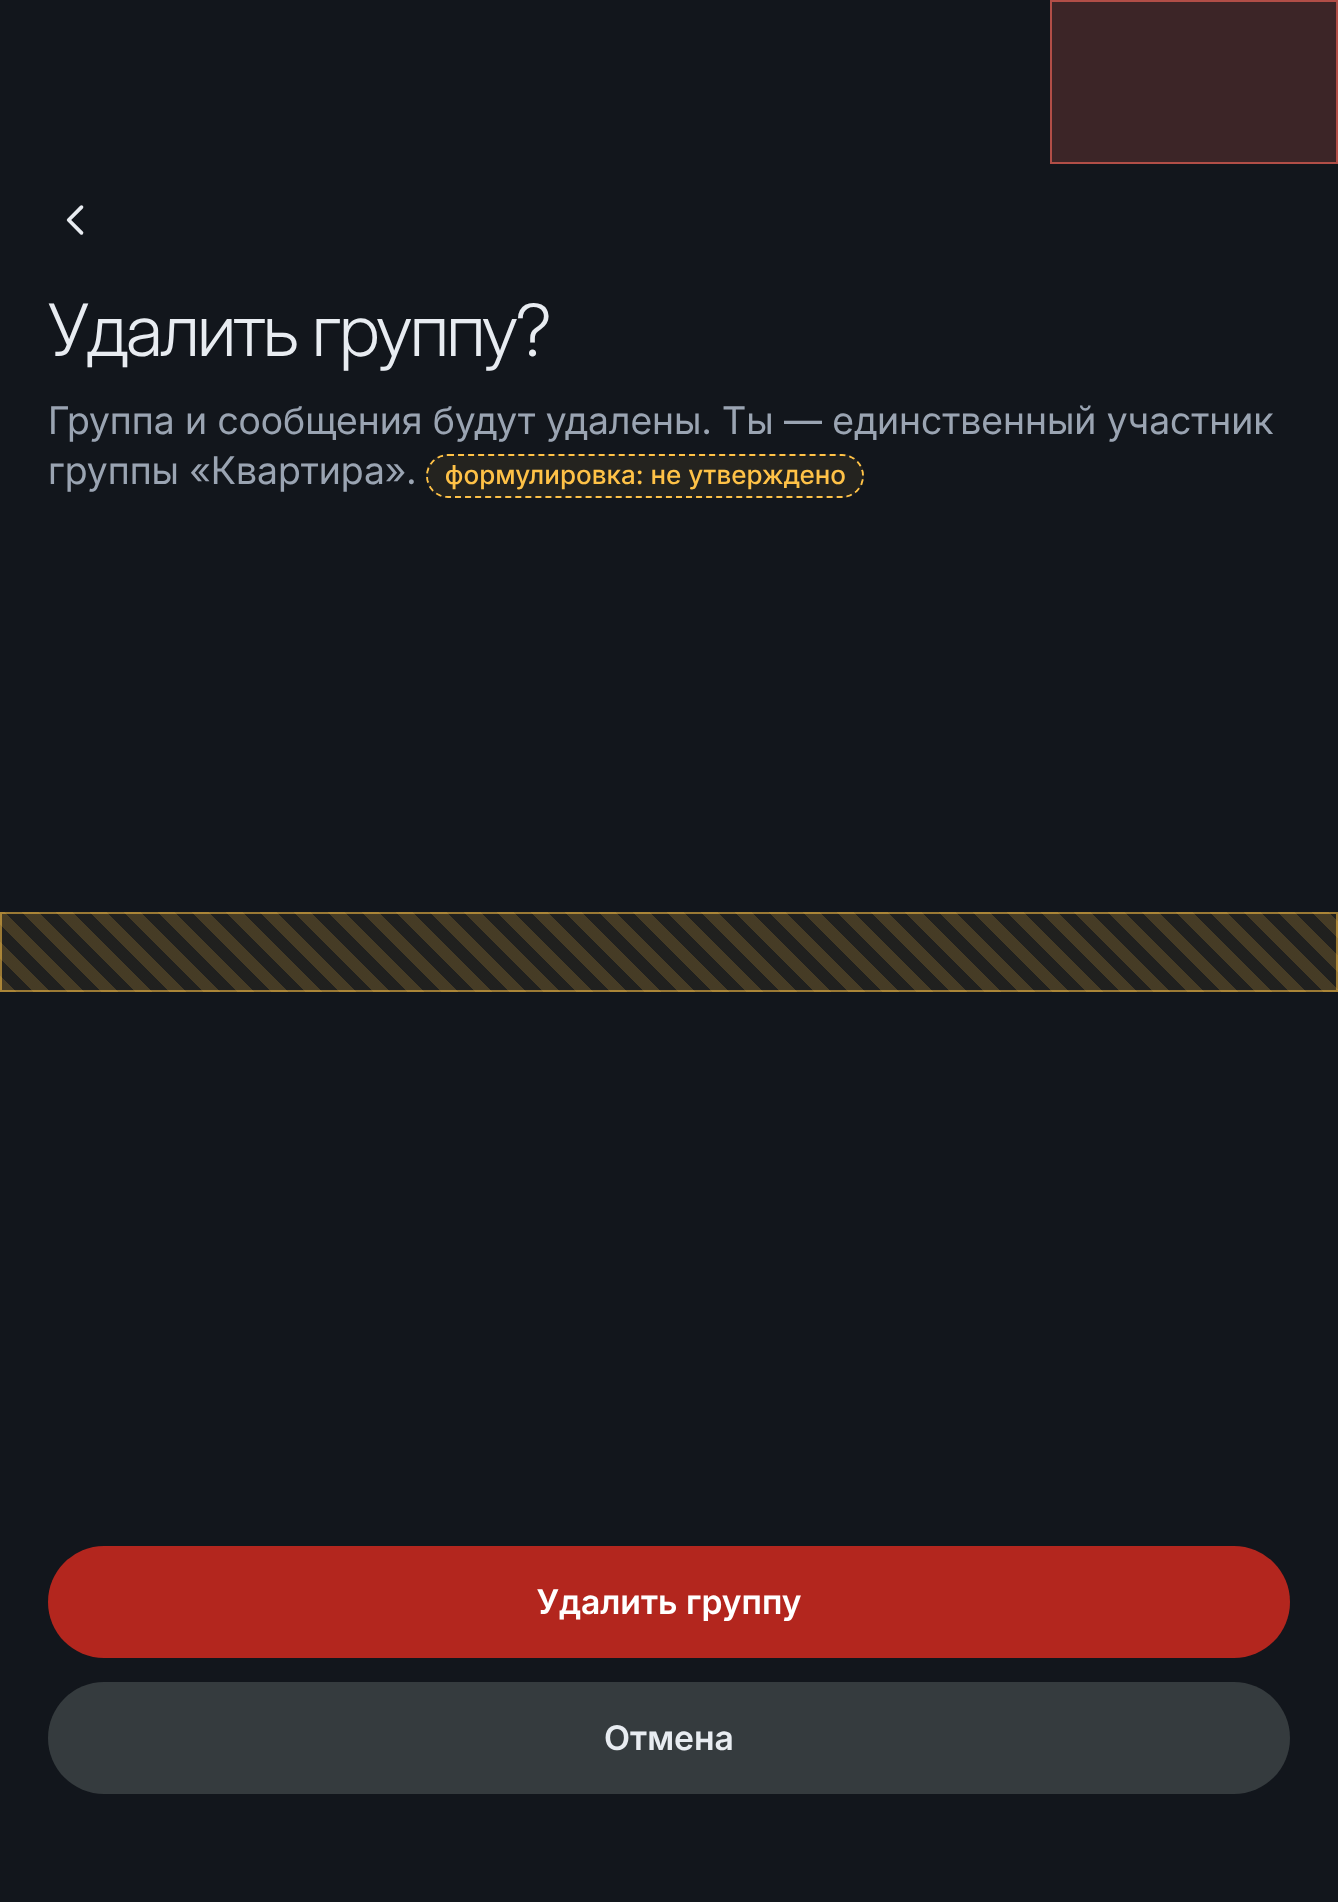 Удалить группу?
Группа и сообщения будут удалены. Ты — единственный участник
группы «Квартира». формулировка: не утверждено
Удалить группу
Отмена